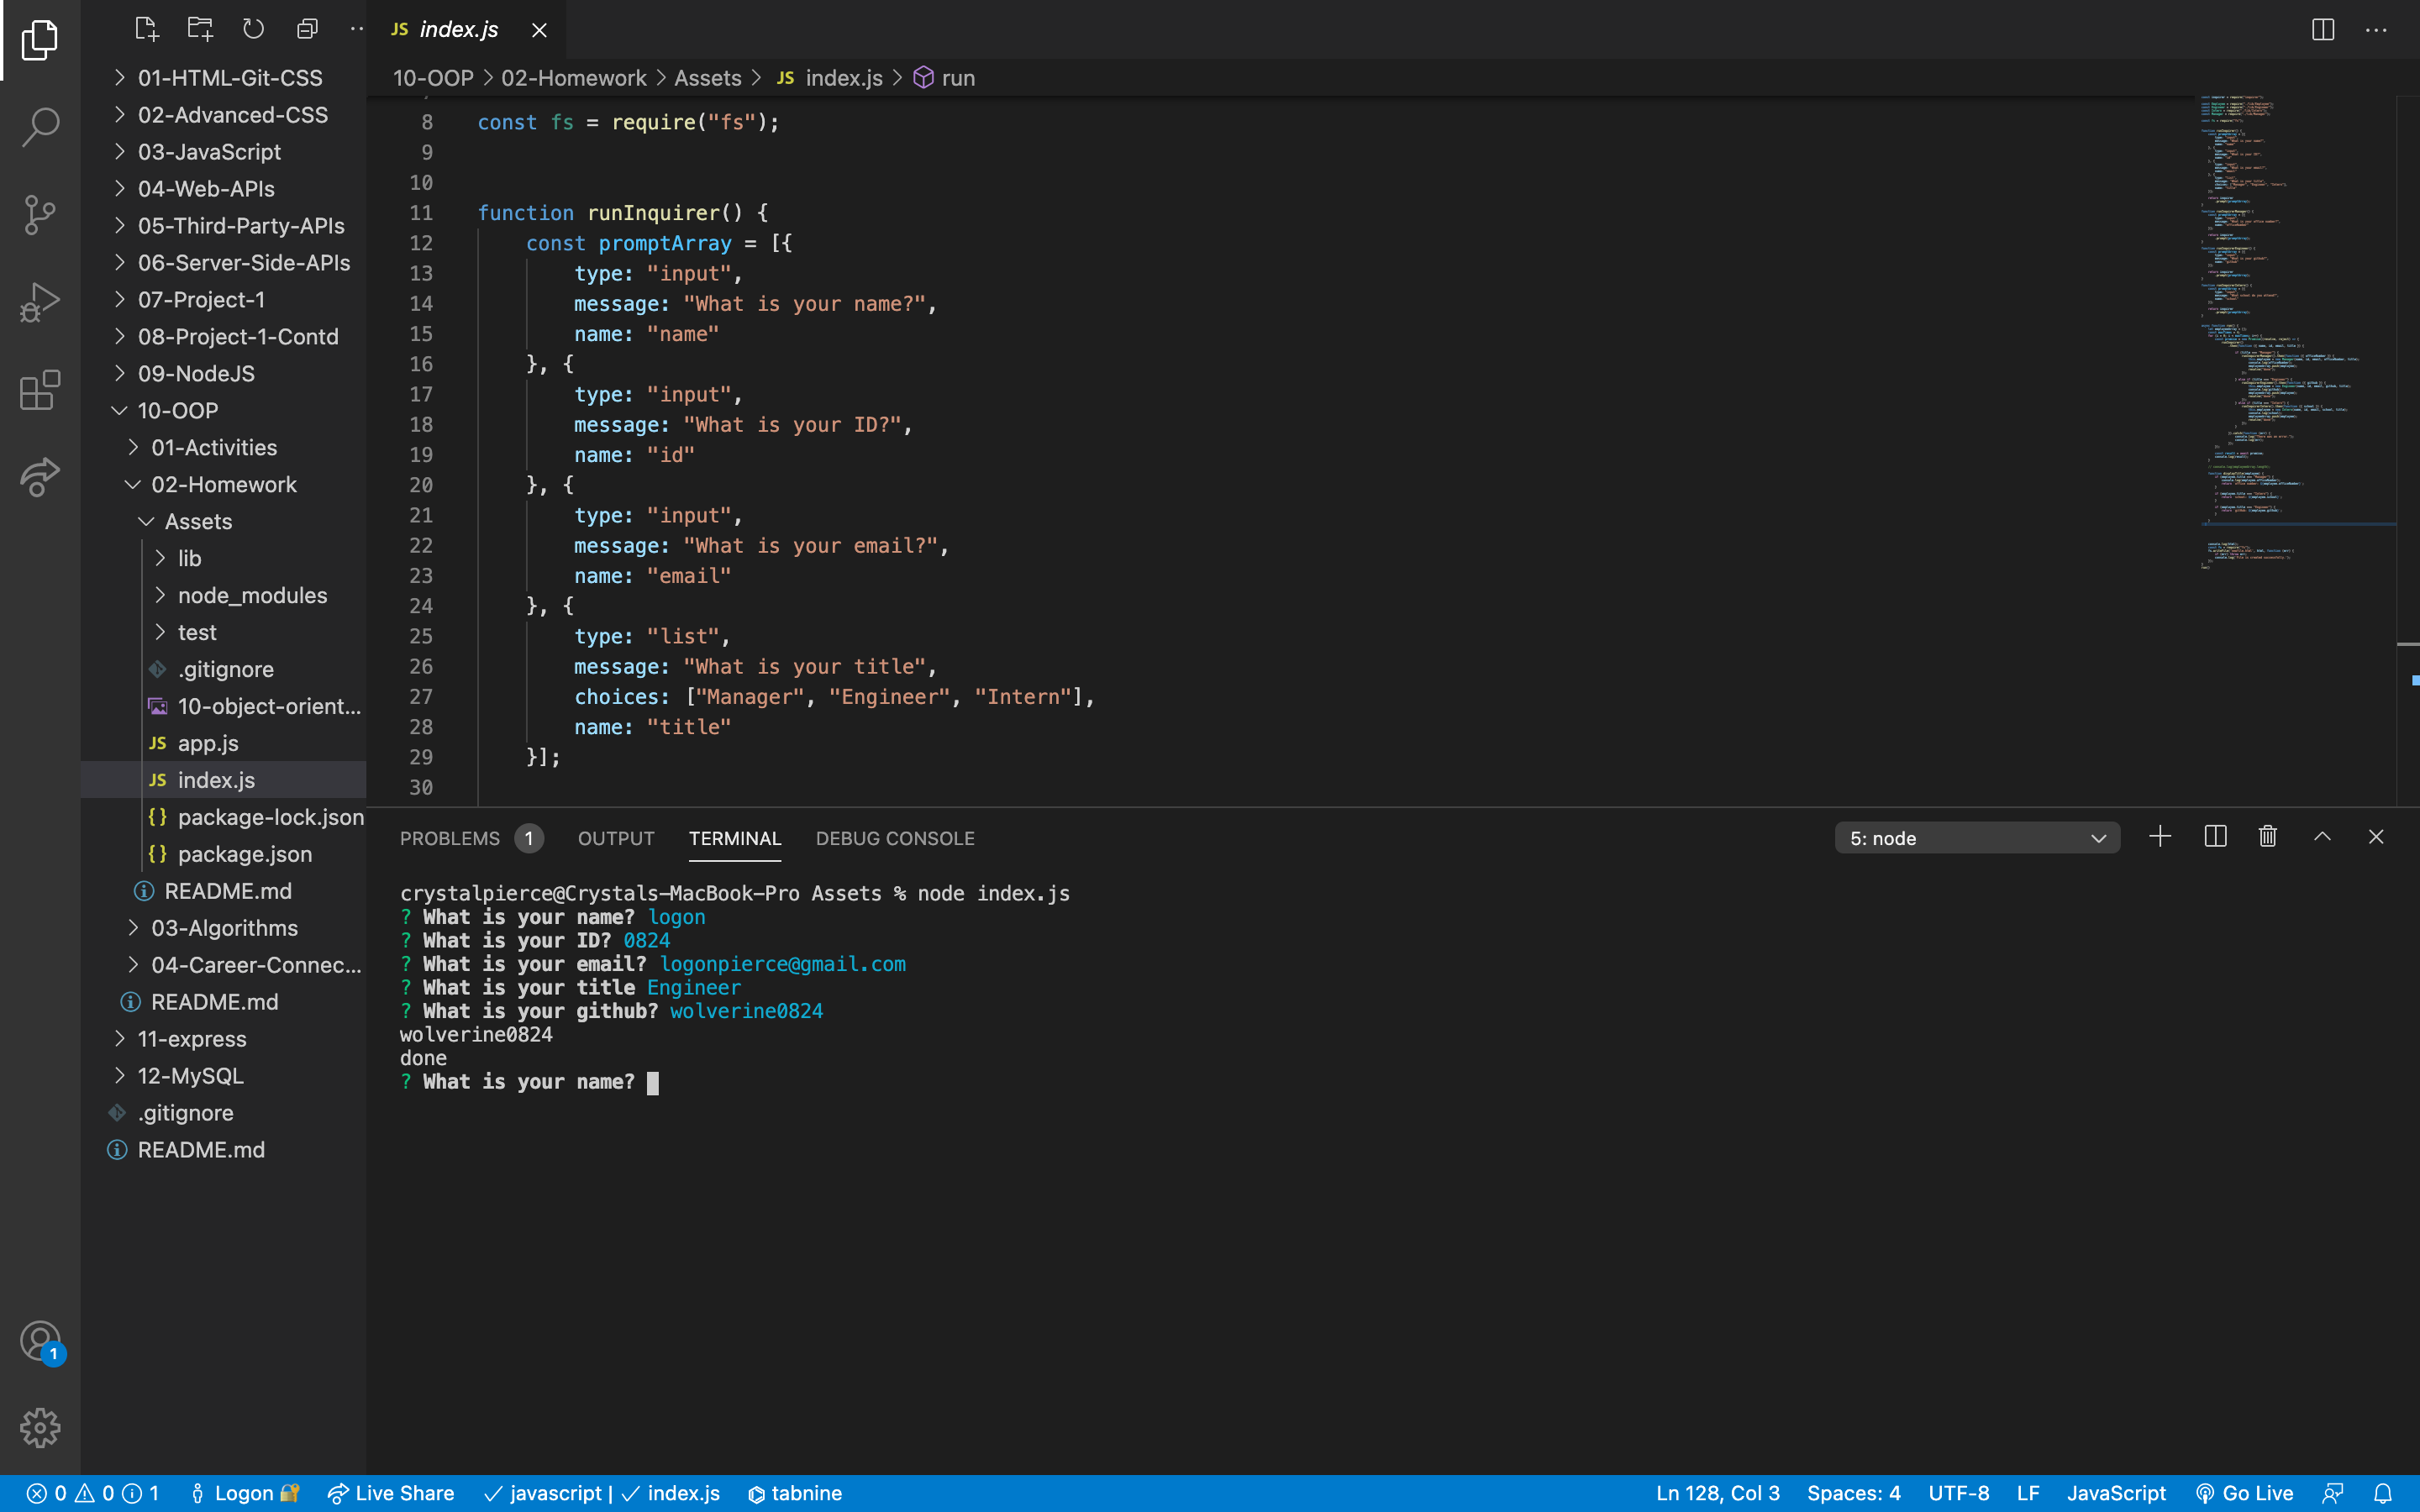 JS index.js
10-OOP > 02-Homework > Assets > JS index.js > run
01-HTML-Git-CSS
02-Advanced-CSS
03-JavaScript
04-Web-APIs
05-Third-Party-APIs
06-Server-Side-APIs
07-Project-1
08-Project-1-Contd
09-NodeJS
10-OOP
01-Activities
02-Homework
Assets
lib
node_modules
test
.gitignore
10-object-orient...
JS app.js
JS index.js
{} package-lock.json
{} package.json
README.md
03-Algorithms
04-Career-Connec...
README.md
11-express
12-MySQL
.gitignore
README.md
1
8 const fs = require("fs");
9
10
11 function runInquirer() {
12 const promptArray = [{
13 type: "input",
14 message: "What is your name?",
15 name: "name"
16 }, {
17 type: "input",
18 message: "What is your ID?",
19 name: "id"
20 }, {
21 type: "input",
22 message: "What is your email?",
23 name: "email"
24 }, {
25 type: "list",
26 message: "What is your title",
27 choices: ["Manager", "Engineer", "Intern"],
28 name: "title"
29 }];
30
PROBLEMS 1 OUTPUT TERMINAL DEBUG CONSOLE 5: node
crystalpierce@Crystals-MacBook-Pro Assets % node index.js
? What is your name? logon
? What is your ID? 0824
? What is your email? logonpierce@gmail.com
? What is your title Engineer
? What is your github? wolverine0824
wolverine0824
done
? What is your name?
0 0 1 Logon Live Share javascript | index.js tabnine Ln 128, Col 3 Spaces: 4 UTF-8 LF JavaScript Go Live